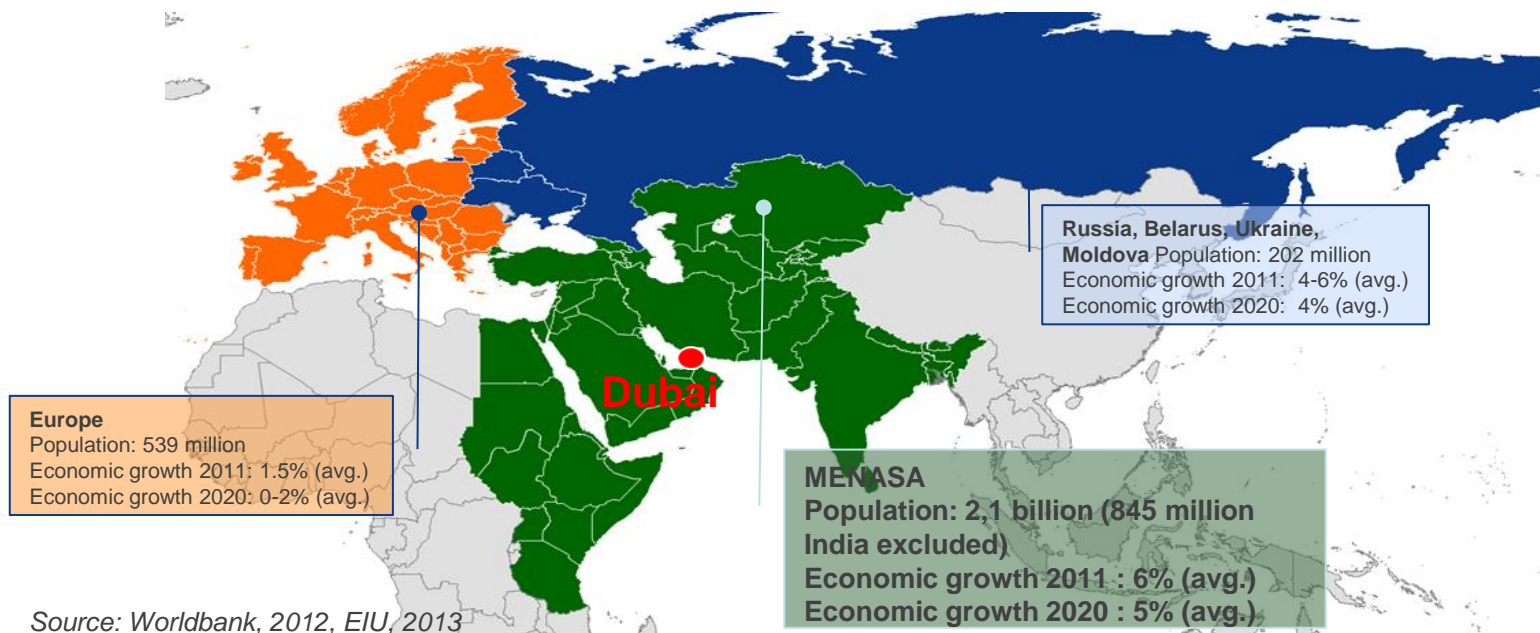 Russia, Belarus, Ukraine,
Moldova Population: 202 million
Economic growth 2011: 4-6% (avg.)
Economic growth 2020: 4% (avg.)
Dubai
Europe
Population: 539 million
Economic growth 2011: 1.5% (avg.)
Economic growth 2020: 0-2% (avg.)
MENASA
Population: 2,1 billion (845 million
India excluded)
Economic growth 2011 : 6% (avg.)
Economic growth 2020 : 5% (avg.)
Source: Worldbank, 2012, EIU, 2013